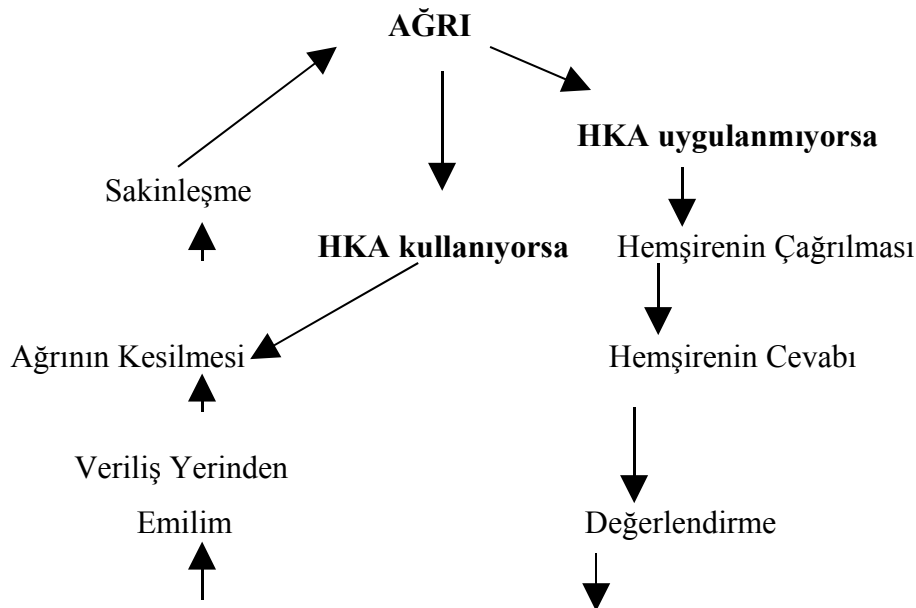 AĞRI
HKA uygulanmıyorsa
Sakinleşme
HKA kullanıyorsa
Hemşirenin Çağrılması
Ağrının Kesilmesi
Hemşirenin Cevabı
Veriliş Yerinden
Emilim
Değerlendirme